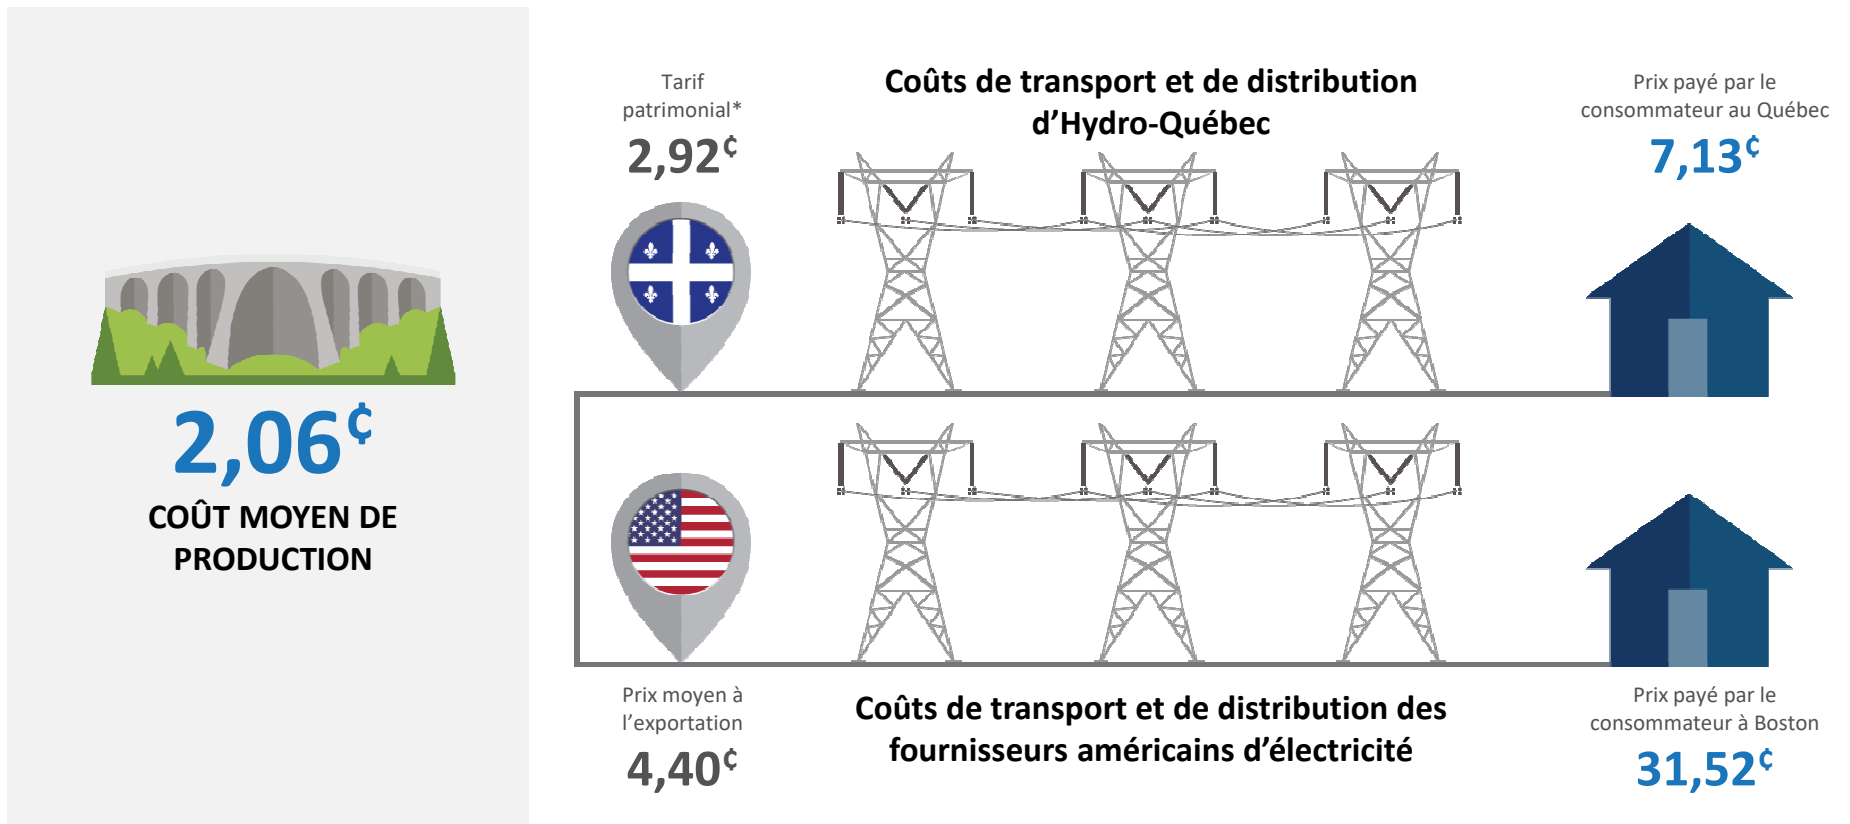 2,06¢
COÛT MOYEN DE
PRODUCTION
Tarif
patrimonial*
2,92¢
Coûts de transport et de distribution
d’Hydro-Québec
Prix payé par le
consommateur au Québec
7,13¢
Prix moyen à
l’exportation
4,40¢
Coûts de transport et de distribution des
fournisseurs américains d’électricité
Prix payé par le
consommateur à Boston
31,52¢